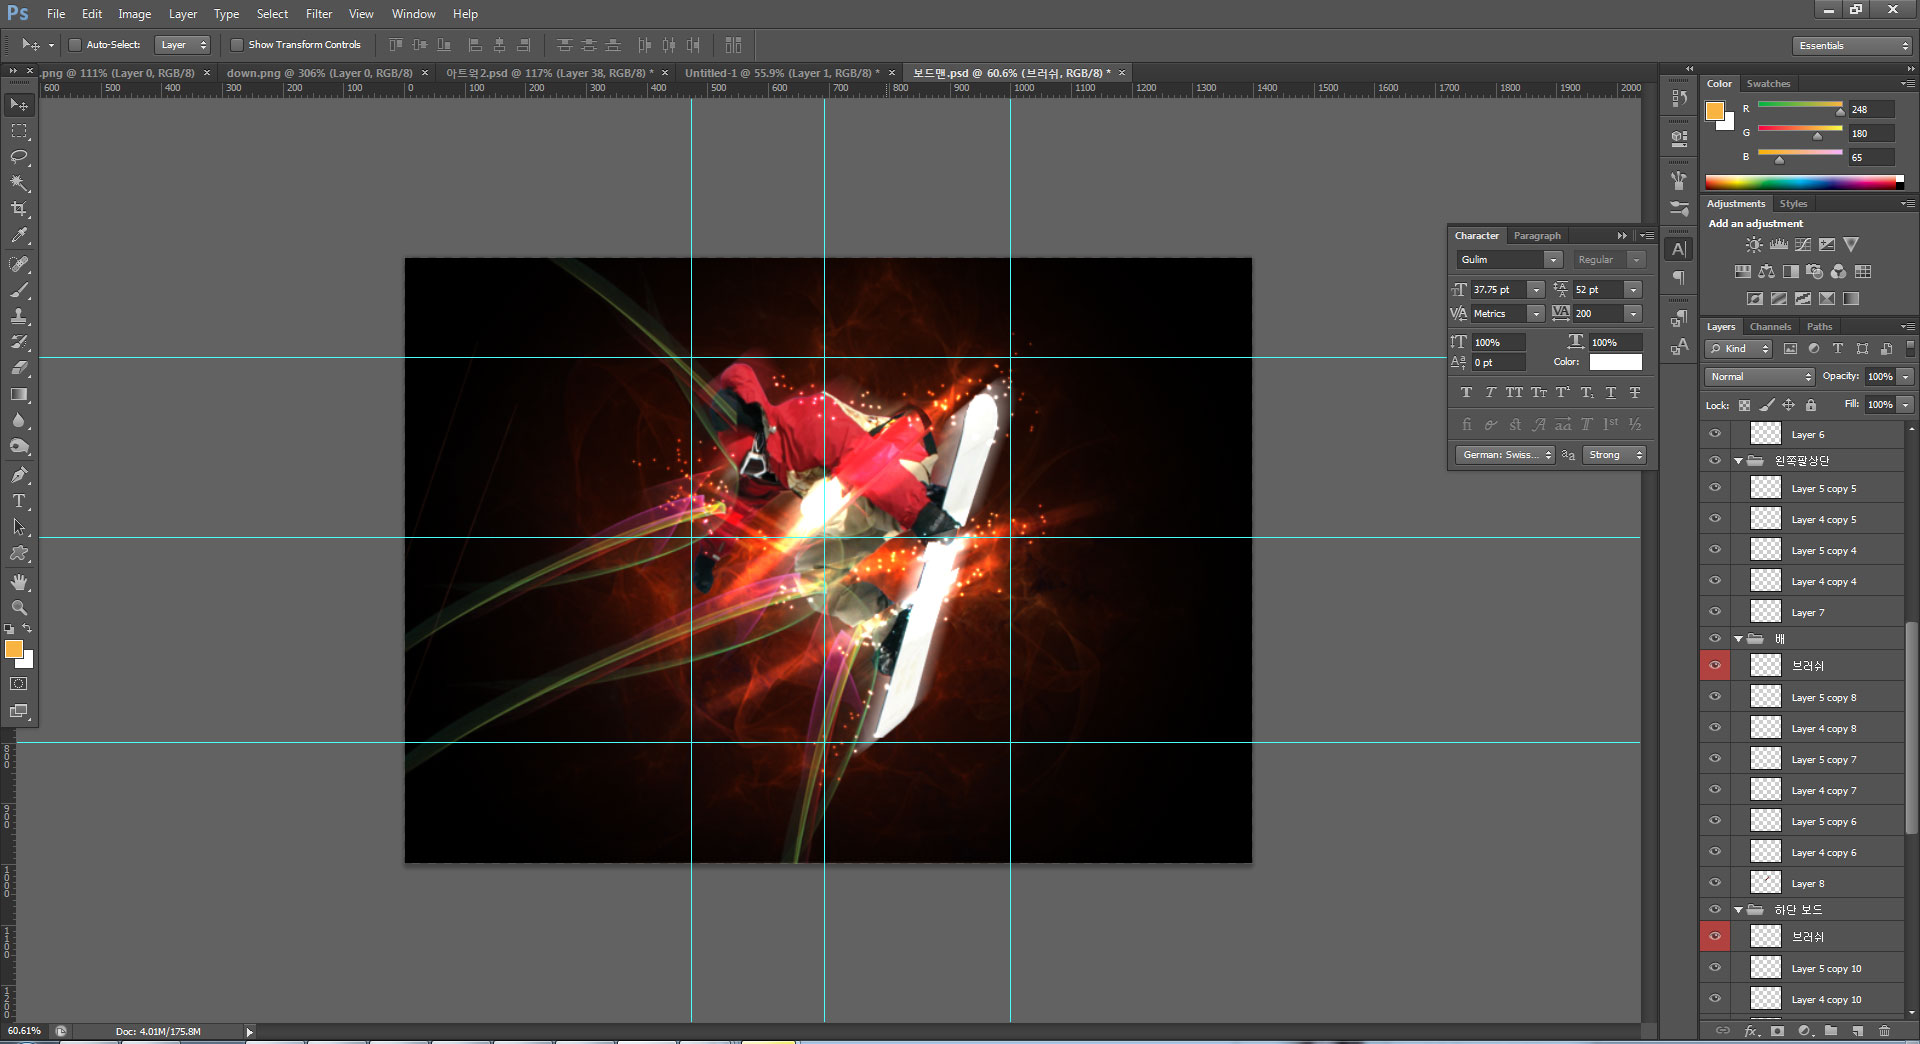 Ps File Edit Image Layer Type Select Filter View Window Help
Auto-Select: Layer Show Transform Controls Essentials
.png @ 111% (Layer 0, RGB/8) × down.png @ 306% (Layer 0, RGB/8) × 아트웍2.psd @ 117% (Layer 38, RGB/8) * × Untitled-1 @ 55.9% (Layer 1, RGB/8) * × 보드맨.psd @ 60.6% (브러쉬, RGB/8) * ×
600 500 400 300 200 100 0 100 200 300 400 500 600 700 800 900 1000 1100 1200 1300 1400 1500 1600 1700 1800 1900 2000
800
900
1000
1100
1200
Color Swatches
R 248
G 180
B 65
Adjustments Styles
Add an adjustment
Character Paragraph
Gulim Regular
37.75 pt 52 pt
Metrics 200
100% 100%
0 pt Color:
German: Swiss... aa Strong
Layers Channels Paths
Kind
Normal Opacity: 100%
Lock: Fill: 100%
Layer 6
왼쪽팔상단
Layer 5 copy 5
Layer 4 copy 5
Layer 5 copy 4
Layer 4 copy 4
Layer 7
배
브러쉬
Layer 5 copy 8
Layer 4 copy 8
Layer 5 copy 7
Layer 4 copy 7
Layer 5 copy 6
Layer 4 copy 6
Layer 8
하단 보드
브러쉬
Layer 5 copy 10
Layer 4 copy 10
60.61% Doc: 4.01M/175.8M